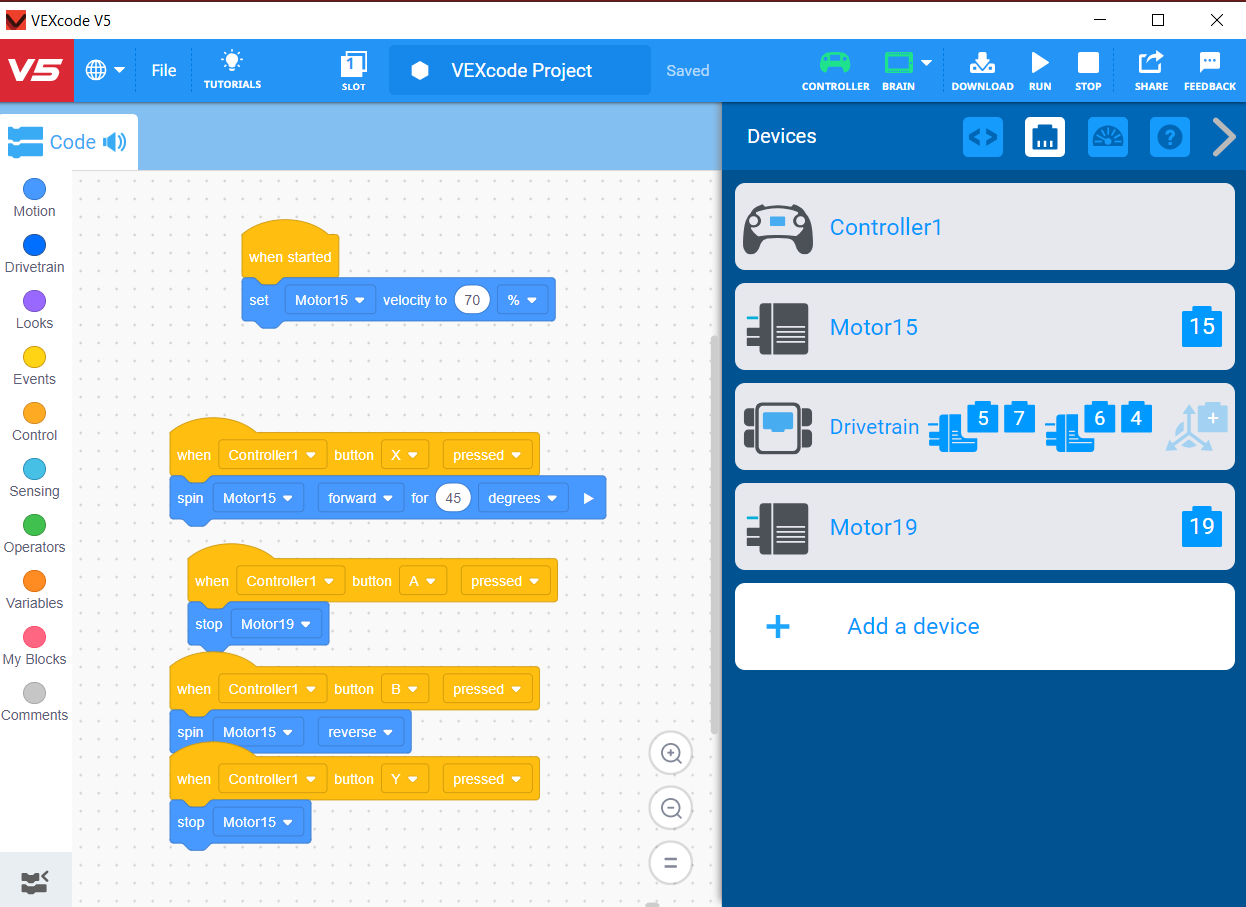 VEXcode V5
V5
File
TUTORIALS
1
SLOT
VEXcode Project
Saved
CONTROLLER
BRAIN
DOWNLOAD
RUN
STOP
SHARE
FEEDBACK
Code
Devices
Motion
Drivetrain
Looks
Events
Control
Sensing
Operators
Variables
My Blocks
Comments
when started
set Motor15 velocity to 70 %
when Controller1 button X pressed
spin Motor15 forward for 45 degrees
when Controller1 button A pressed
stop Motor19
when Controller1 button B pressed
spin Motor15 reverse
when Controller1 button Y pressed
stop Motor15
Controller1
Motor15 15
Drivetrain 5 7 6 4 +
Motor19 19
+ Add a device